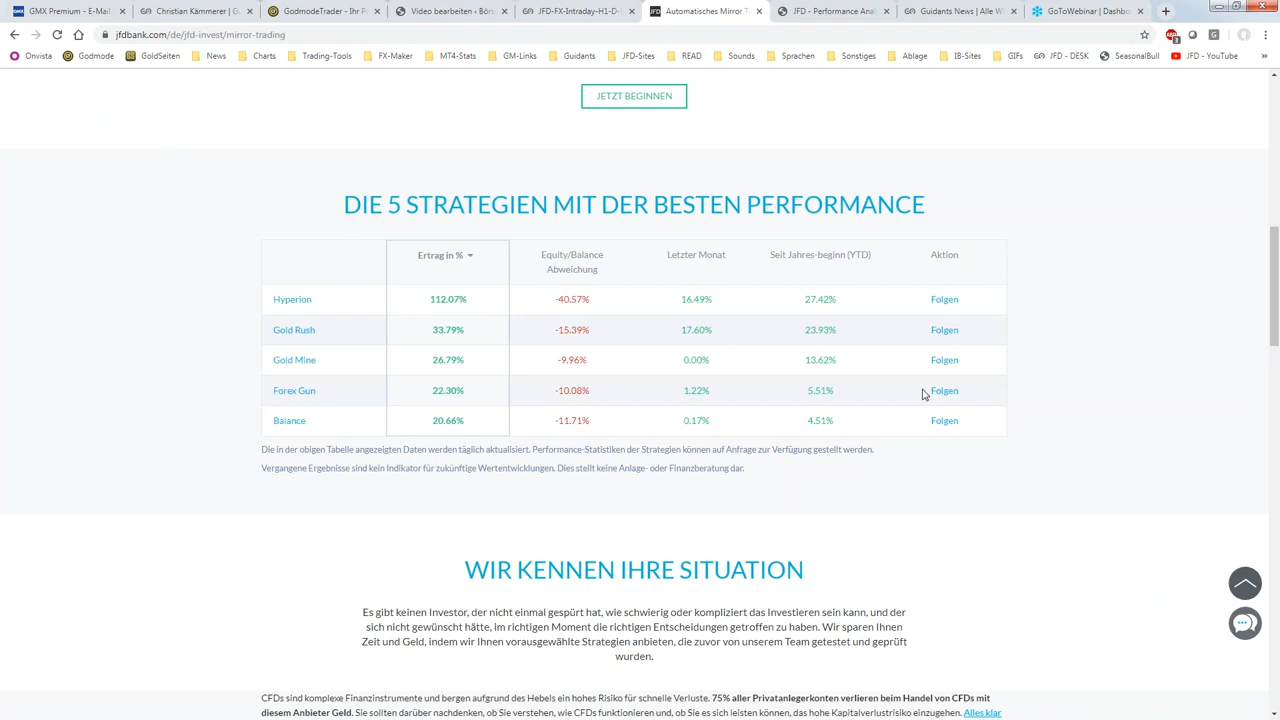 GMX Premium - E-Mail
Christian Kämmerer | G
GodmodeTrader - Ihr P
Video bearbeiten ‹ Börs
JFD-FX-Intraday-H1-D-V
Automatisches Mirror T
JFD - Performance Anal
Guidants News | Alle W
GoToWebinar | Dashbo
jfdbank.com/de/jfd-invest/mirror-trading
Onvista Godmode GoldSeiten News Charts Trading-Tools FX-Maker MT4-Stats GM-Links Guidants JFD-Sites READ Sounds Sprachen Sonstiges Ablage IB-Sites GIFs JFD - DESK SeasonalBull JFD - YouTube »
JETZT BEGINNEN
DIE 5 STRATEGIEN MIT DER BESTEN PERFORMANCE
Ertrag in % Equity/Balance Abweichung Letzter Monat Seit Jahres-beginn (YTD) Aktion
Hyperion 112.07% -40.57% 16.49% 27.42% Folgen
Gold Rush 33.79% -15.39% 17.60% 23.93% Folgen
Gold Mine 26.79% -9.96% 0.00% 13.62% Folgen
Forex Gun 22.30% -10.08% 1.22% 5.51% Folgen
Balance 20.66% -11.71% 0.17% 4.51% Folgen
Die in der obigen Tabelle angezeigten Daten werden täglich aktualisiert. Performance-Statistiken der Strategien können auf Anfrage zur Verfügung gestellt werden.
Vergangene Ergebnisse sind kein Indikator für zukünftige Wertentwicklungen. Dies stellt keine Anlage- oder Finanzberatung dar.
WIR KENNEN IHRE SITUATION
Es gibt keinen Investor, der nicht einmal gespürt hat, wie schwierig oder kompliziert das Investieren sein kann, und der
sich nicht gewünscht hätte, im richtigen Moment die richtigen Entscheidungen getroffen zu haben. Wir sparen Ihnen
Zeit und Geld, indem wir Ihnen vorausgewählte Strategien anbieten, die zuvor von unserem Team getestet und geprüft
wurden.
CFDs sind komplexe Finanzinstrumente und bergen aufgrund des Hebels ein hohes Risiko für schnelle Verluste. 75% aller Privatanlegerkonten verlieren beim Handel von CFDs mit
diesem Anbieter Geld. Sie sollten darüber nachdenken, ob Sie verstehen, wie CFDs funktionieren und, ob Sie es sich leisten können, das hohe Kapitalverlustrisiko einzugehen. Alles klar